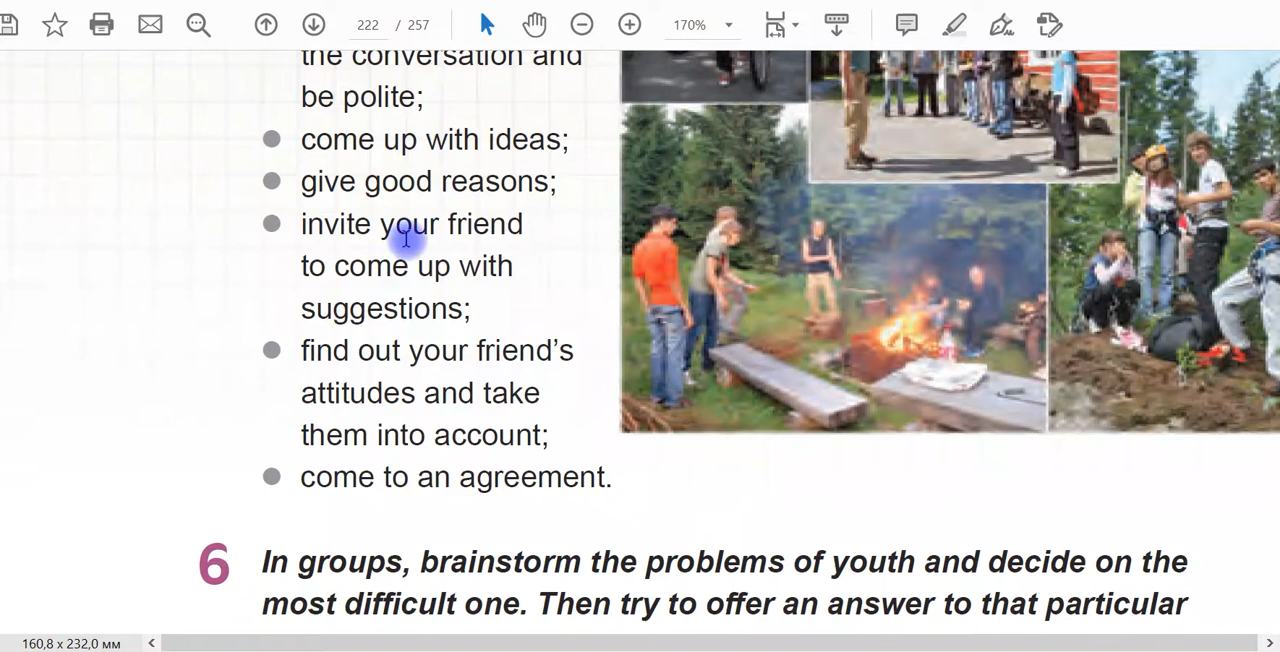 222 / 257
170%
the conversation and
be polite;
come up with ideas;
give good reasons;
invite your friend
to come up with
suggestions;
find out your friend's
attitudes and take
them into account;
come to an agreement.
6 In groups, brainstorm the problems of youth and decide on the
most difficult one. Then try to offer an answer to that particular
160,8 x 232,0 мм